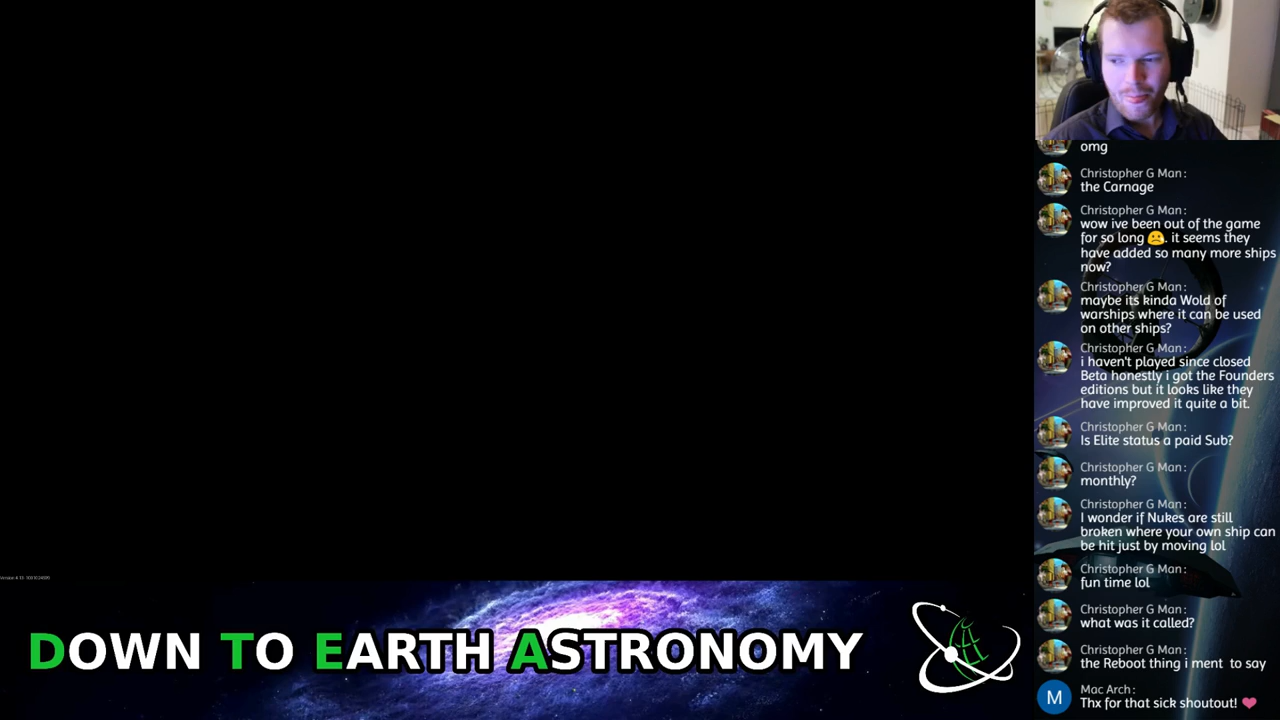 omg
Christopher G Man:
the Carnage
Christopher G Man:
wow ive been out of the game
for so long ☹️. it seems they
have added so many more ships
now?
Christopher G Man:
maybe its kinda Wold of
warships where it can be used
on other ships?
Christopher G Man:
i haven't played since closed
Beta honestly i got the Founders
editions but it looks like they
have improved it quite a bit.
Christopher G Man:
Is Elite status a paid Sub?
Christopher G Man:
monthly?
Christopher G Man:
I wonder if Nukes are still
broken where your own ship can
be hit just by moving lol
Christopher G Man:
fun time lol
Christopher G Man:
what was it called?
Christopher G Man:
the Reboot thing i ment to say
M
Mac Arch:
Thx for that sick shoutout! ❤
DOWN TO EARTH ASTRONOMY